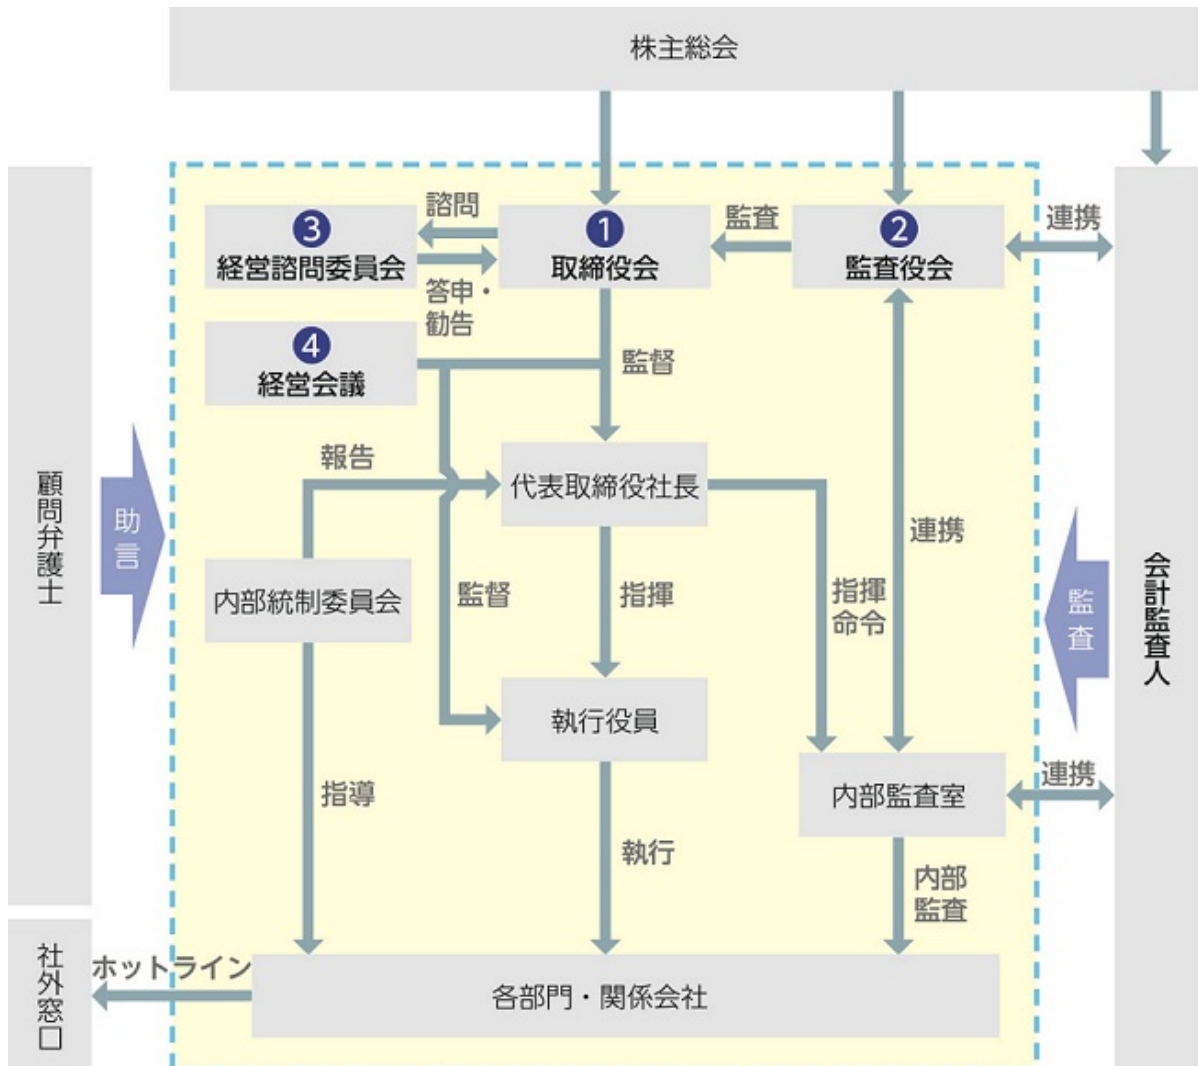 株主総会
諮問
監査
連携
3
経営諮問委員会
1
取締役会
2
監査役会
答申・
勧告
4
経営会議
監督
報告
代表取締役社長
顧問弁護士
助言
連携
内部統制委員会
監督
指揮
指揮
命令
監査
会計監査人
執行役員
指導
内部監査室
連携
執行
内部
監査
社外窓口
ホットライン
各部門・関係会社